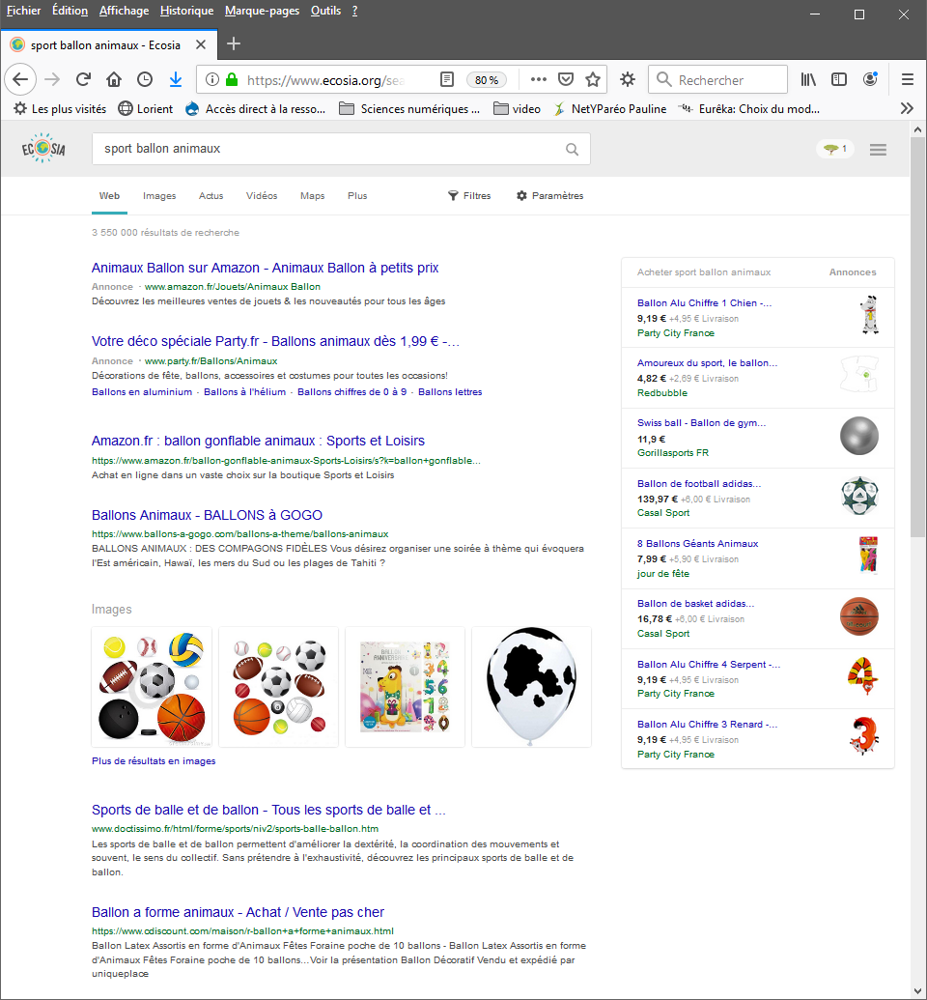 Fichier Édition Affichage Historique Marque-pages Outils ?
sport ballon animaux - Ecosia
https://www.ecosia.org/sea
80 %
Rechercher
Les plus visités Lorient Accès direct à la resso... Sciences numériques ... video NetYParéo Pauline Eurêka: Choix du mod...
ECOSIA
sport ballon animaux
1
Web Images Actus Vidéos Maps Plus Filtres Paramètres
3 550 000 résultats de recherche
Animaux Ballon sur Amazon - Animaux Ballon à petits prix
Annonce · www.amazon.fr/Jouets/Animaux Ballon
Découvrez les meilleures ventes de jouets & les nouveautés pour tous les âges
Votre déco spéciale Party.fr - Ballons animaux dès 1,99 € -...
Annonce · www.party.fr/Ballons/Animaux
Décorations de fête, ballons, accessoires et costumes pour toutes les occasions!
Ballons en aluminium · Ballons à l'hélium · Ballons chiffres de 0 à 9 · Ballons lettres
Amazon.fr : ballon gonflable animaux : Sports et Loisirs
https://www.amazon.fr/ballon-gonflable-animaux-Sports-Loisirs/s?k=ballon+gonflable...
Achat en ligne dans un vaste choix sur la boutique Sports et Loisirs
Ballons Animaux - BALLONS à GOGO
https://www.ballons-a-gogo.com/ballons-a-theme/ballons-animaux
BALLONS ANIMAUX : DES COMPAGONS FIDÈLES Vous désirez organiser une soirée à thème qui évoquera
l'Est américain, Hawaï, les mers du Sud ou les plages de Tahiti ?
Images
BALLON
ANNIVERSAIRE
Plus de résultats en images
Sports de balle et de ballon - Tous les sports de balle et ...
www.doctissimo.fr/html/forme/sports/niv2/sports-balle-ballon.htm
Les sports de balle et de ballon permettent d'améliorer la dextérité, la coordination des mouvements et
souvent, le sens du collectif. Sans prétendre à l'exhaustivité, découvrez les principaux sports de balle et de
ballon.
Ballon a forme animaux - Achat / Vente pas cher
https://www.cdiscount.com/maison/r-ballon+a+forme+animaux.html
Ballon Latex Assortis en forme d'Animaux Fêtes Foraine poche de 10 ballons - Ballon Latex Assortis en forme
d'Animaux Fêtes Foraine poche de 10 ballons...Voir la présentation Ballon Décoratif Vendu et expédié par
uniqueplace
Acheter sport ballon animaux Annonces
Ballon Alu Chiffre 1 Chien -...
9,19 € +4,95 € Livraison
Party City France
Amoureux du sport, le ballon...
4,82 € +2,69 € Livraison
Redbubble
Swiss ball - Ballon de gym...
11,9 €
Gorillasports FR
Ballon de football adidas...
139,97 € +6,00 € Livraison
Casal Sport
8 Ballons Géants Animaux
7,99 € +5,90 € Livraison
jour de fête
Ballon de basket adidas...
16,78 € +6,00 € Livraison
Casal Sport
Ballon Alu Chiffre 4 Serpent -...
9,19 € +4,95 € Livraison
Party City France
Ballon Alu Chiffre 3 Renard -...
9,19 € +4,95 € Livraison
Party City France